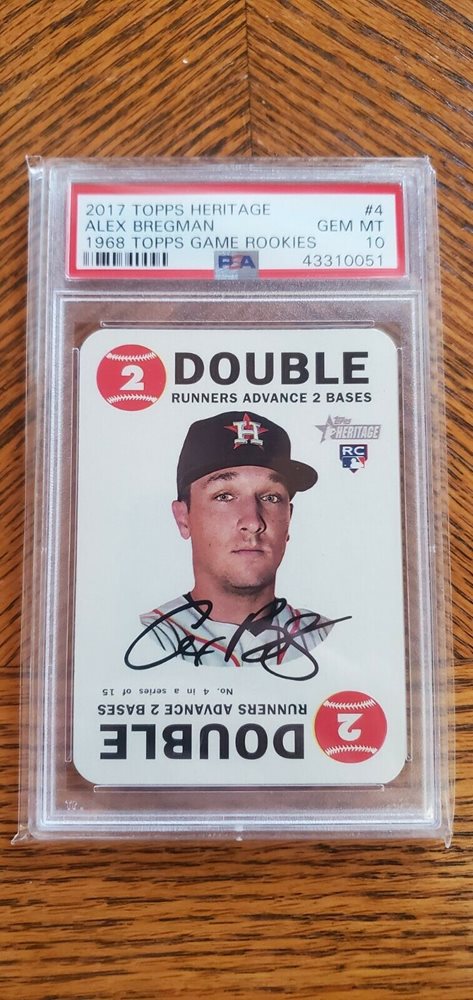 2017 TOPPS HERITAGE #4
ALEX BREGMAN GEM MT
1968 TOPPS GAME ROOKIES 10
PSA 43310051
2 DOUBLE
RUNNERS ADVANCE 2 BASES
H
Topps
HERITAGE
RC
No. 4 in a series of 15
RUNNERS ADVANCE 2 BASES
DOUBLE 2